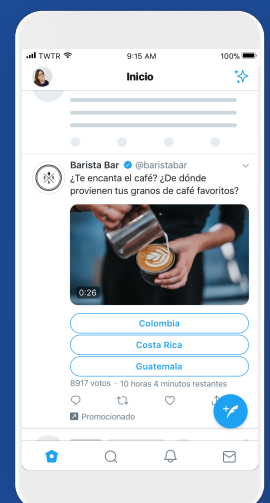 TWTR
9:15 AM
100%
Inicio
Barista Bar @baristabar
¿Te encanta el café? ¿De dónde
provienen tus granos de café favoritos?
0:26
Colombia
Costa Rica
Guatemala
8917 votos · 10 horas 4 minutos restantes
Promocionado